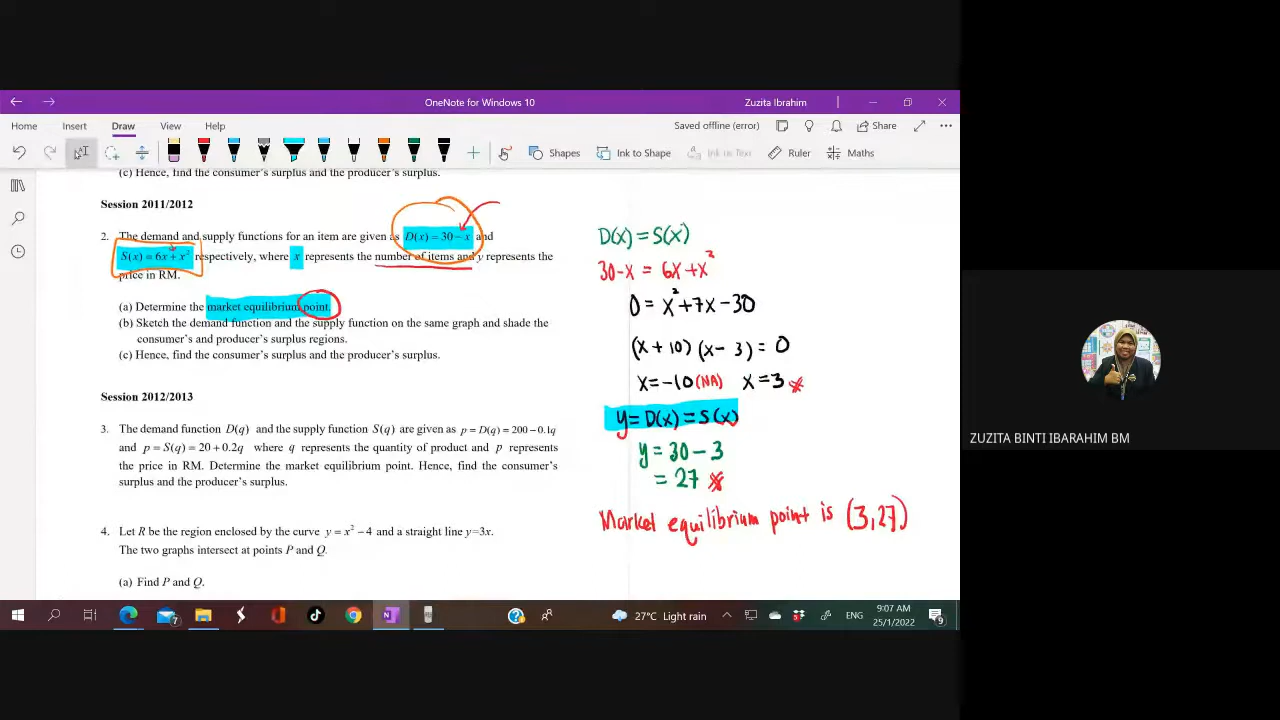 OneNote for Windows 10
Zuzita Ibrahim
Home Insert Draw View Help
Saved offline (error) Share
Shapes Ink to Shape Ink to Text Ruler Maths
(c) Hence, find the consumer's surplus and the producer's surplus.
Session 2011/2012
2. The demand and supply functions for an item are given as D(x) = 30 − x and
S(x) = 6x + x² respectively, where x represents the number of items and y represents the
price in RM.
(a) Determine the market equilibrium point.
(b) Sketch the demand function and the supply function on the same graph and shade the
consumer's and producer's surplus regions.
(c) Hence, find the consumer's surplus and the producer's surplus.
Session 2012/2013
3. The demand function D(q) and the supply function S(q) are given as p = D(q) = 200 − 0.1q
and p = S(q) = 20 + 0.2q where q represents the quantity of product and p represents
the price in RM. Determine the market equilibrium point. Hence, find the consumer's
surplus and the producer's surplus.
4. Let R be the region enclosed by the curve y = x² − 4 and a straight line y=3x.
The two graphs intersect at points P and Q.
(a) Find P and Q.
D(x) = S(x)
30-x = 6x + x²
0 = x² + 7x - 30
(x + 10) (x - 3) = 0
x = -10 (NA) x = 3
y = D(x) = S(x)
y = 30 - 3
= 27
Market equilibrium point is (3, 27)
ZUZITA BINTI IBARAHIM BM
7
27°C Light rain
ENG
9:07 AM
25/1/2022
9